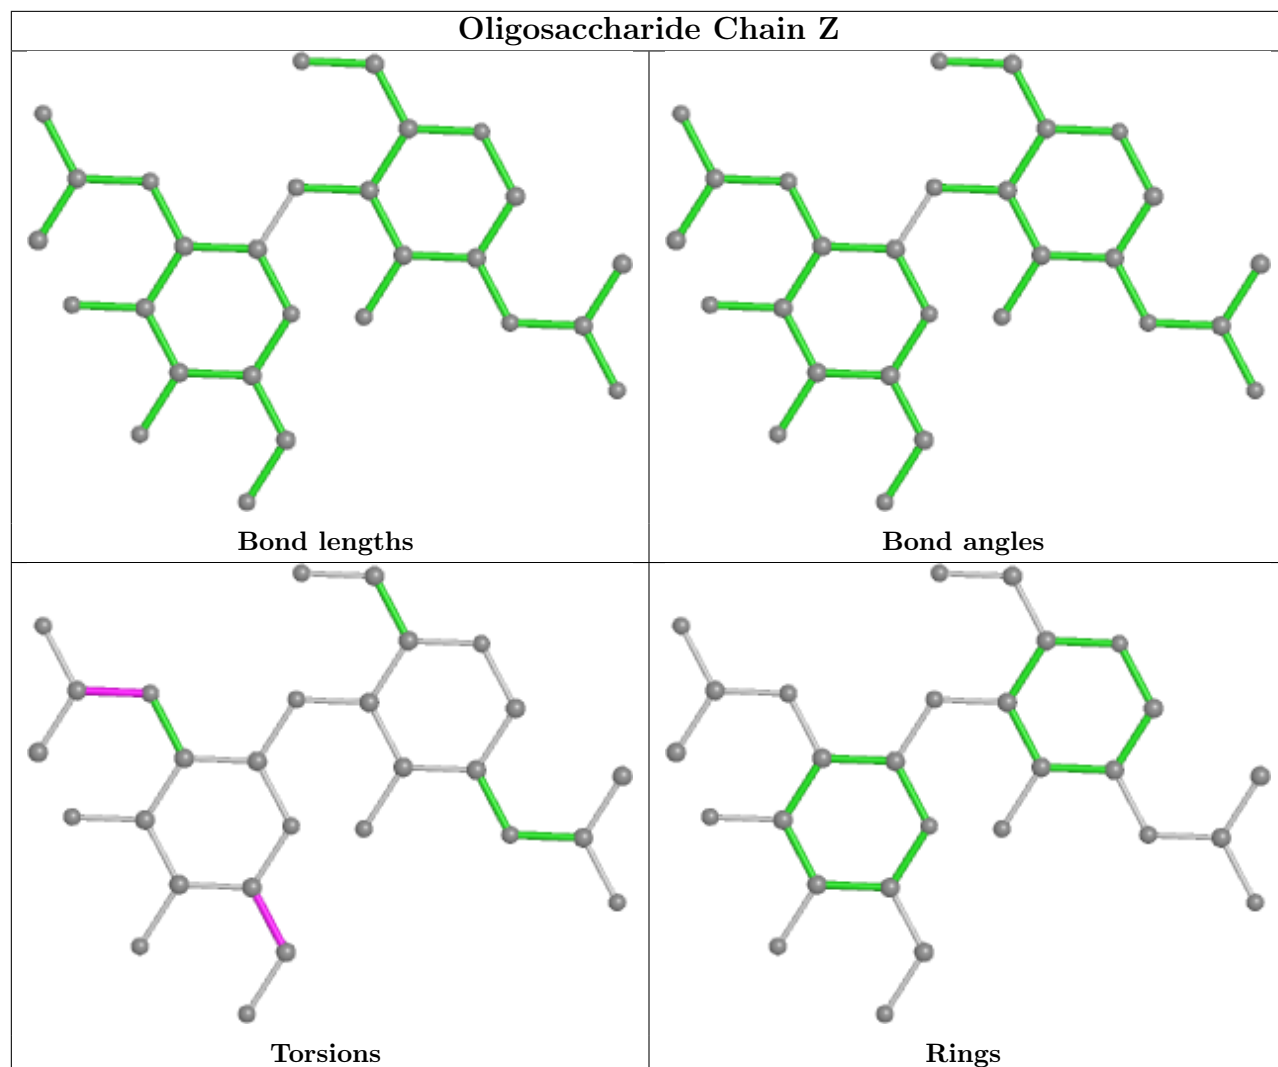 Oligosaccharide Chain Z
Bond lengths
Bond angles
Torsions
Rings